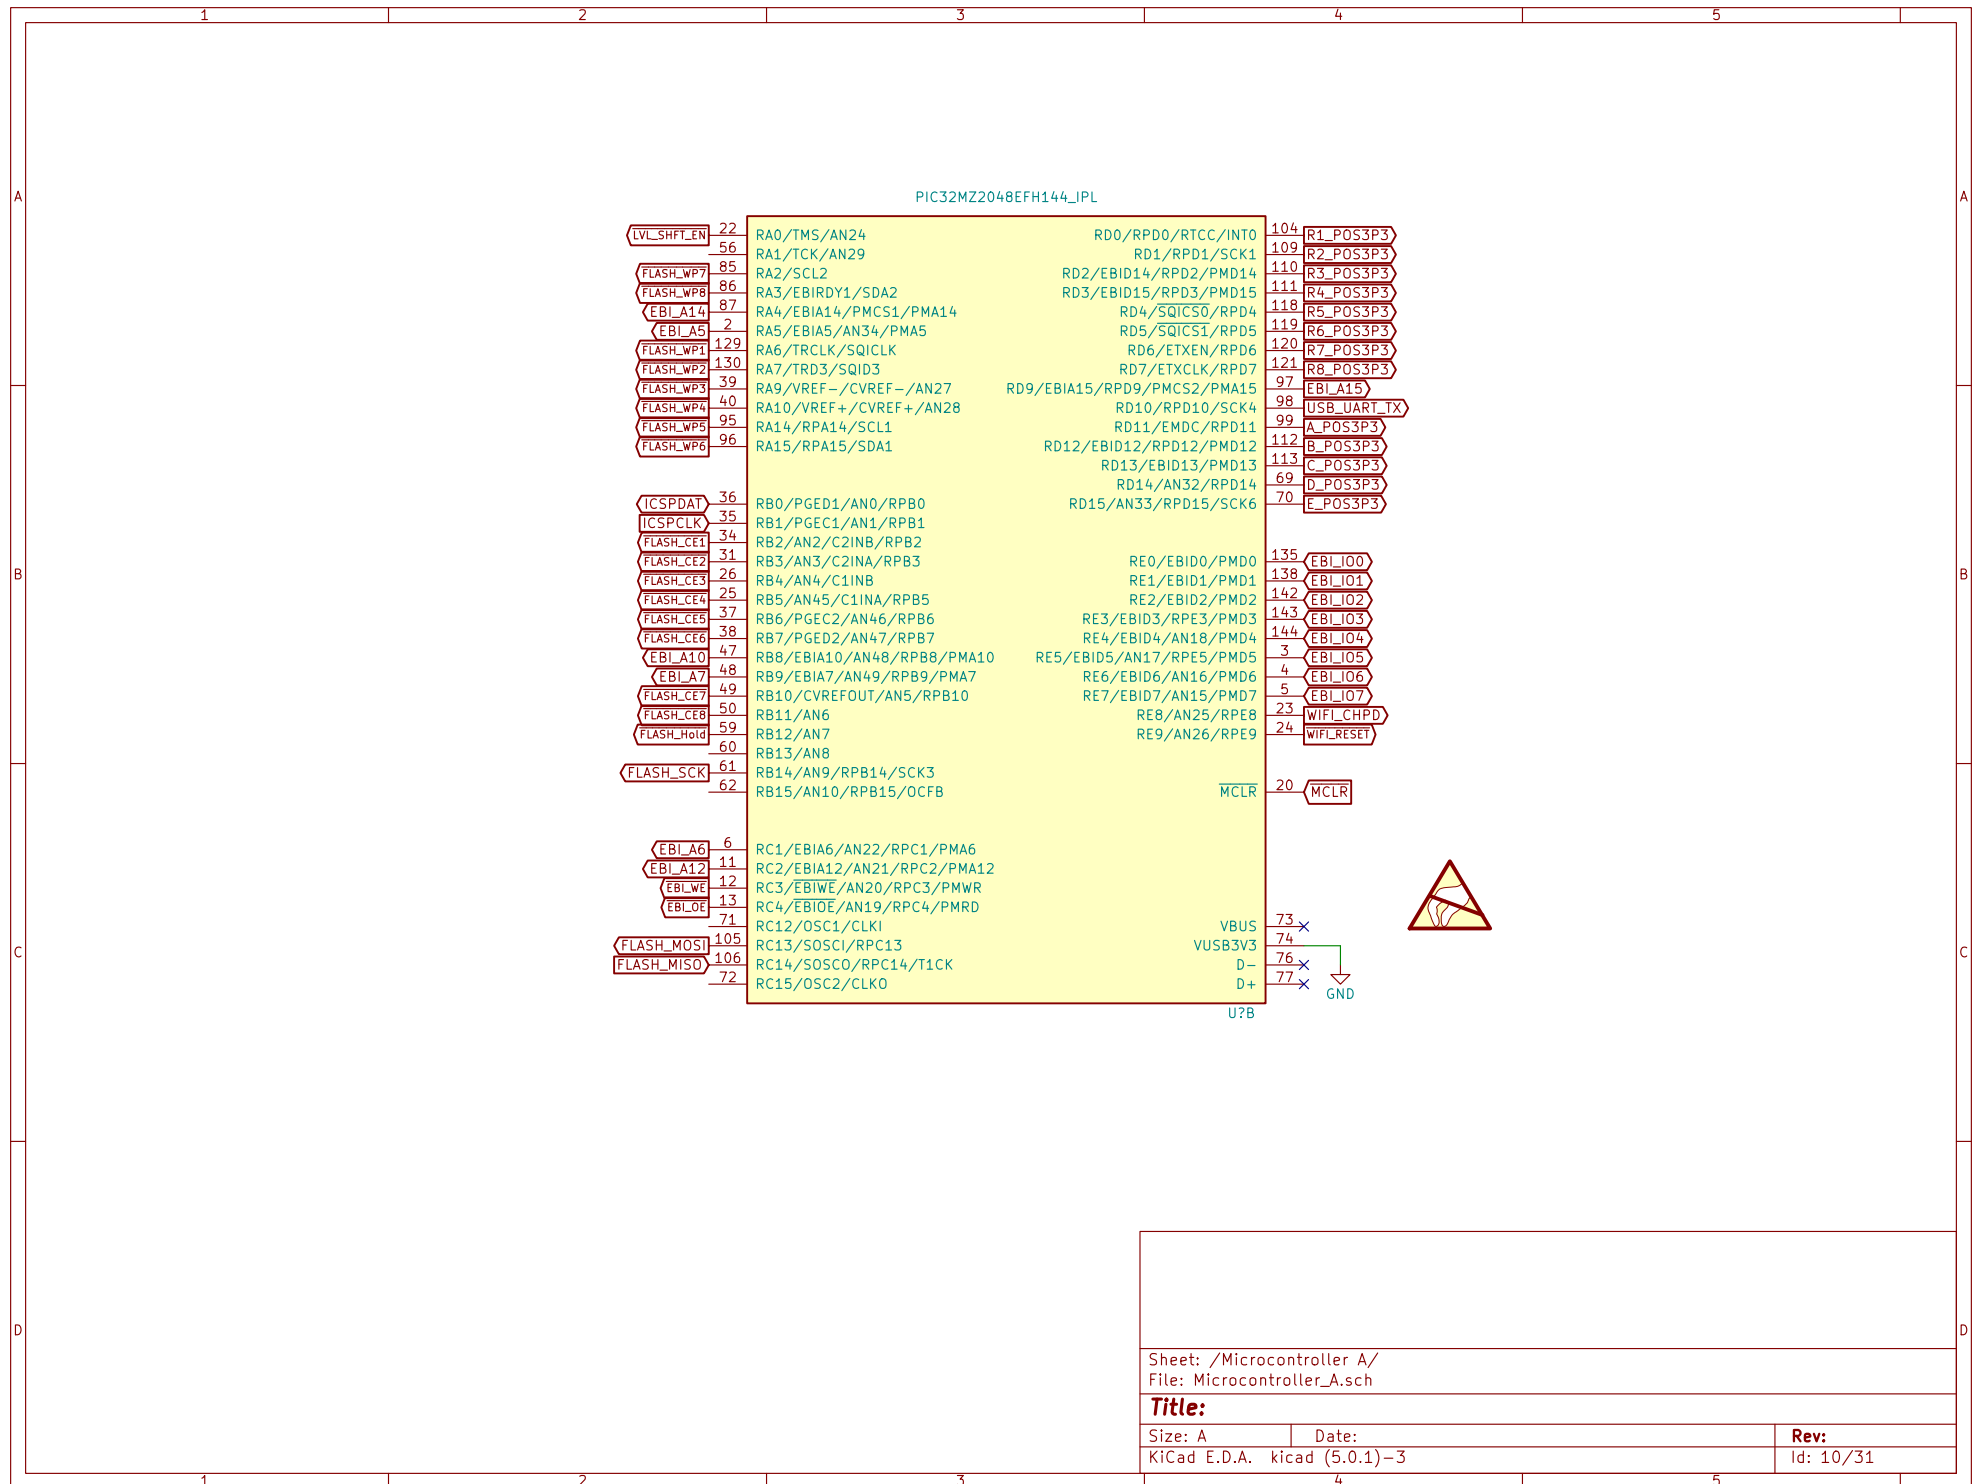 1 2 3 4 5
PIC32MZ2048EFH144_IPL
A A
LVL_SHFT_EN 22 RA0/TMS/AN24 RD0/RPD0/RTCC/INT0 104 R1_POS3P3
56 RA1/TCK/AN29 RD1/RPD1/SCK1 109 R2_POS3P3
FLASH_WP7 85 RA2/SCL2 RD2/EBID14/RPD2/PMD14 110 R3_POS3P3
FLASH_WP8 86 RA3/EBIRDY1/SDA2 RD3/EBID15/RPD3/PMD15 111 R4_POS3P3
EBI_A14 87 RA4/EBIA14/PMCS1/PMA14 RD4/SQICS0/RPD4 118 R5_POS3P3
EBI_A5 2 RA5/EBIA5/AN34/PMA5 RD5/SQICS1/RPD5 119 R6_POS3P3
FLASH_WP1 129 RA6/TRCLK/SQICLK RD6/ETXEN/RPD6 120 R7_POS3P3
FLASH_WP2 130 RA7/TRD3/SQID3 RD7/ETXCLK/RPD7 121 R8_POS3P3
FLASH_WP3 39 RA9/VREF-/CVREF-/AN27 RD9/EBIA15/RPD9/PMCS2/PMA15 97 EBI_A15
FLASH_WP4 40 RA10/VREF+/CVREF+/AN28 RD10/RPD10/SCK4 98 USB_UART_TX
FLASH_WP5 95 RA14/RPA14/SCL1 RD11/EMDC/RPD11 99 A_POS3P3
FLASH_WP6 96 RA15/RPA15/SDA1 RD12/EBID12/RPD12/PMD12 112 B_POS3P3
RD13/EBID13/PMD13 113 C_POS3P3
RD14/AN32/RPD14 69 D_POS3P3
ICSPDAT 36 RB0/PGED1/AN0/RPB0 RD15/AN33/RPD15/SCK6 70 E_POS3P3
ICSPCLK 35 RB1/PGEC1/AN1/RPB1
FLASH_CE1 34 RB2/AN2/C2INB/RPB2
FLASH_CE2 31 RB3/AN3/C2INA/RPB3 RE0/EBID0/PMD0 135 EBI_IO0
B B
FLASH_CE3 26 RB4/AN4/C1INB RE1/EBID1/PMD1 138 EBI_IO1
FLASH_CE4 25 RB5/AN45/C1INA/RPB5 RE2/EBID2/PMD2 142 EBI_IO2
FLASH_CE5 37 RB6/PGEC2/AN46/RPB6 RE3/EBID3/RPE3/PMD3 143 EBI_IO3
FLASH_CE6 38 RB7/PGED2/AN47/RPB7 RE4/EBID4/AN18/PMD4 144 EBI_IO4
EBI_A10 47 RB8/EBIA10/AN48/RPB8/PMA10 RE5/EBID5/AN17/RPE5/PMD5 3 EBI_IO5
EBI_A7 48 RB9/EBIA7/AN49/RPB9/PMA7 RE6/EBID6/AN16/PMD6 4 EBI_IO6
FLASH_CE7 49 RB10/CVREFOUT/AN5/RPB10 RE7/EBID7/AN15/PMD7 5 EBI_IO7
FLASH_CE8 50 RB11/AN6 RE8/AN25/RPE8 23 WIFI_CHPD
FLASH_Hold 59 RB12/AN7 RE9/AN26/RPE9 24 WIFI_RESET
60 RB13/AN8
FLASH_SCK 61 RB14/AN9/RPB14/SCK3
62 RB15/AN10/RPB15/OCFB MCLR 20 MCLR
EBI_A6 6 RC1/EBIA6/AN22/RPC1/PMA6
EBI_A12 11 RC2/EBIA12/AN21/RPC2/PMA12
EBI_WE 12 RC3/EBIWE/AN20/RPC3/PMWR
EBI_OE 13 RC4/EBIOE/AN19/RPC4/PMRD
71 RC12/OSC1/CLKI VBUS 73
FLASH_MOSI 105 RC13/SOSCI/RPC13 VUSB3V3 74
C C
FLASH_MISO 106 RC14/SOSCO/RPC14/T1CK D- 76
72 RC15/OSC2/CLKO D+ 77
GND
U?B
D D
Sheet: /Microcontroller A/
File: Microcontroller_A.sch
Title:
Size: A Date: Rev:
KiCad E.D.A. kicad (5.0.1)-3 Id: 10/31
1 2 3 4 5